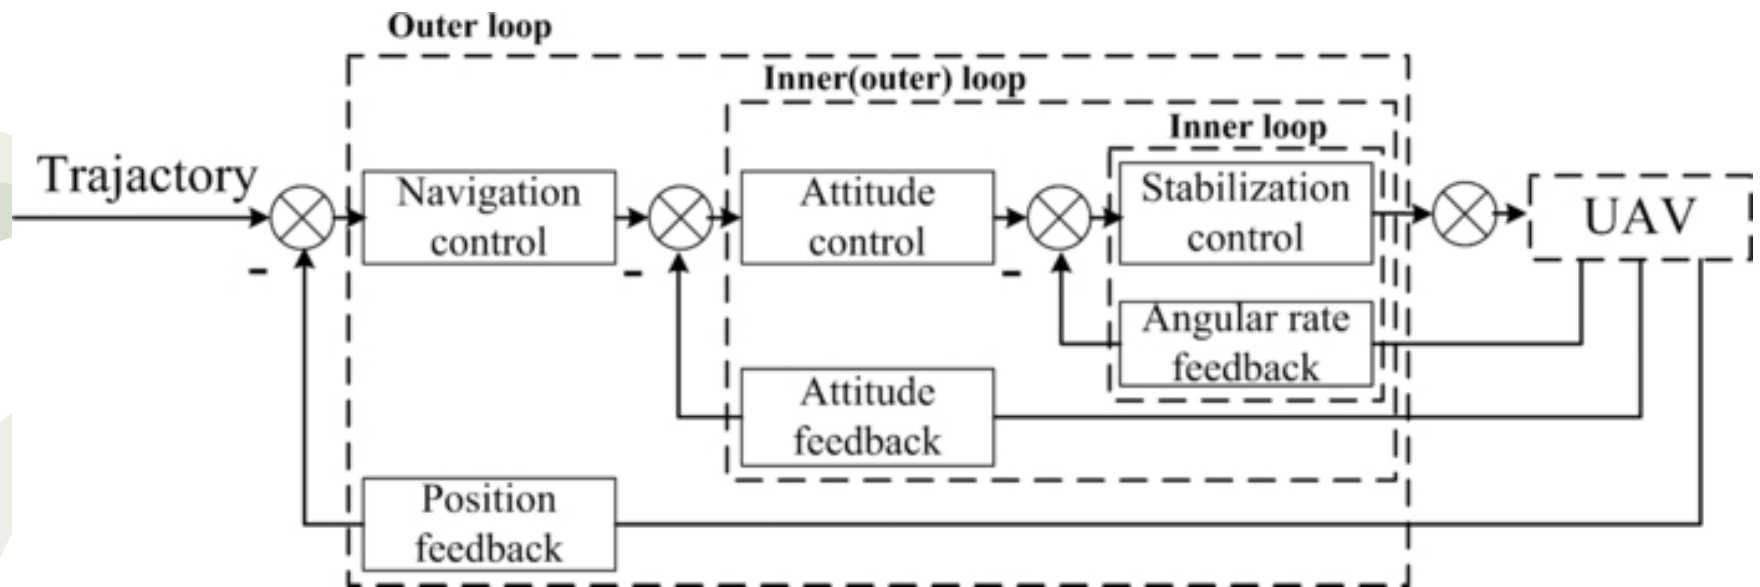 Outer loop
Inner(outer) loop
Inner loop
Trajactory
Navigation
control
Attitude
control
Stabilization
control
UAV
Angular rate
feedback
Attitude
feedback
Position
feedback
-
-
-